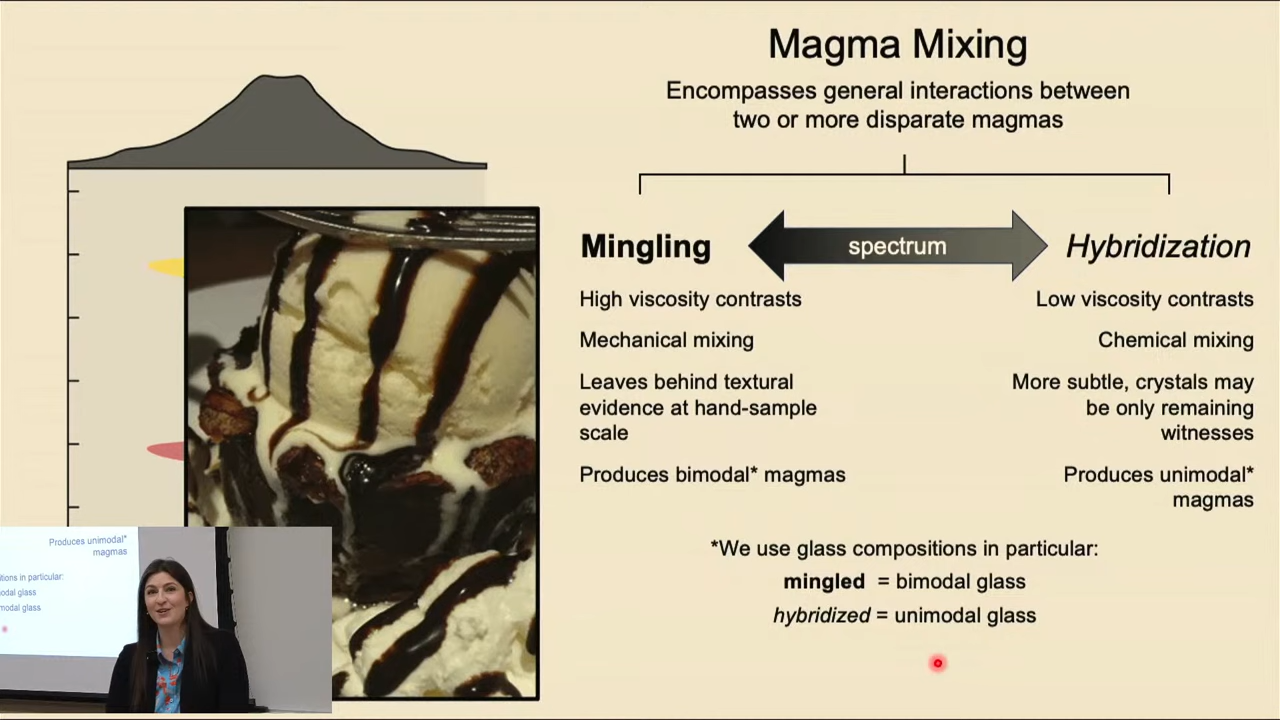 Magma Mixing
Encompasses general interactions between
two or more disparate magmas
Mingling
spectrum
Hybridization
High viscosity contrasts
Low viscosity contrasts
Mechanical mixing
Chemical mixing
Leaves behind textural
evidence at hand-sample
scale
More subtle, crystals may
be only remaining
witnesses
Produces bimodal* magmas
Produces unimodal*
magmas
*We use glass compositions in particular:
mingled = bimodal glass
hybridized = unimodal glass
Produces unimodal*
magmas
in particular:
glass
glass